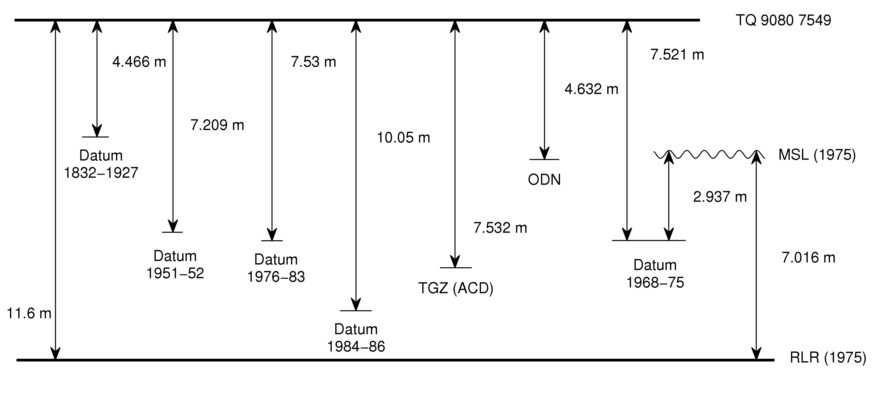 TQ 9080 7549
7.521 m
4.466 m
7.53 m
4.632 m
7.209 m
10.05 m
Datum
1832−1927
MSL (1975)
ODN
2.937 m
7.532 m
Datum
1951−52
Datum
1976−83
Datum
1968−75
7.016 m
TGZ (ACD)
11.6 m
Datum
1984−86
RLR (1975)